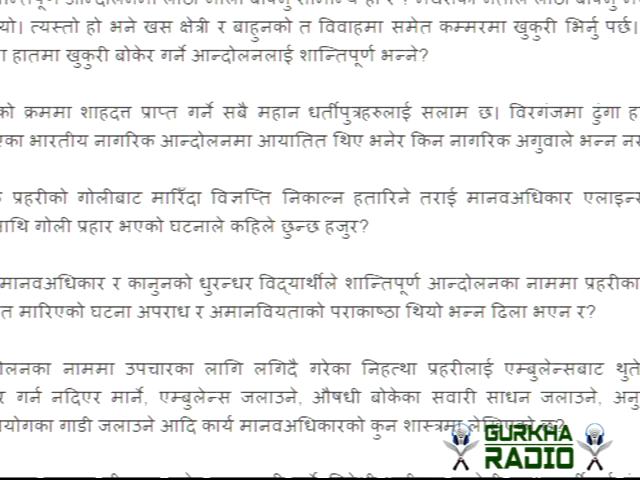 यो। त्यस्तो हो भने खस क्षेत्री र बाहुनको त विवाहमा समेत कम्मरमा खुकुरी भिर्नु पर्छ।
ा हातमा खुकुरी बोकेर गर्ने आन्दोलनलाई शान्तिपूर्ण भन्ने?
को क्रममा शाहदत्त प्राप्त गर्ने सबै महान धर्तीपुत्रहरुलाई सलाम छ। विरगंजमा ढुंगा ह
एका भारतीय नागरिक आन्दोलनमा आयातित थिए भनेर किन नागरिक अगुवाले भन्न नस
प्रहरीको गोलीबाट मारिँदा विज्ञप्ति निकाल्न हतारिने तराई मानवअधिकार एलाइन्स
माथि गोली प्रहार भएको घटनाले कहिले छुन्छ हजुर?
मानवअधिकार र कानुनको धुरन्धर विद्यार्थीले शान्तिपूर्ण आन्दोलनका नाममा प्रहरीका
त मारिएको घटना अपराध र अमानवियताको पराकाष्ठा थियो भन्न ढिला भएन र?
ोलनका नाममा उपचारका लागि लगिदै गरेका निहत्था प्रहरीलाई एम्बुलेन्सबाट थुते
र गर्न नदिएर मार्ने, एम्बुलेन्स जलाउने, औषधी बोकेका सवारी साधन जलाउने, अनु
योगका गाडी जलाउने आदि कार्य मानवअधिकारको कुन शास्त्रमा लेखिएको छ?
GURKHA
RADIO